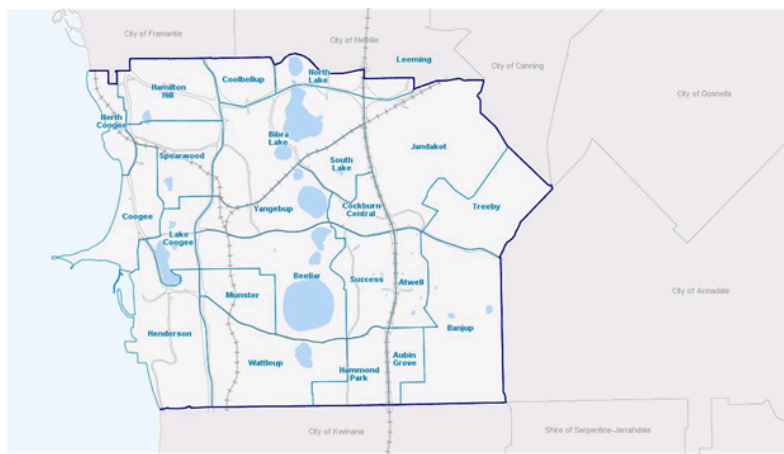 City of Fremantle
City of Melville
Leeming
City of Canning
City of Gosnells
Hamilton
Hill
Coolbellup
North
Lake
North
Coogee
Bibra
Lake
Jandakot
Spearwood
South
Lake
Coogee
Yangebup
Cockburn
Central
Treeby
Lake
Coogee
Munster
Beeliar
Success
Atwell
City of Armadale
Henderson
Banjup
Wattleup
Hammond
Park
Aubin
Grove
City of Kwinana
Shire of Serpentine-Jarrahdale